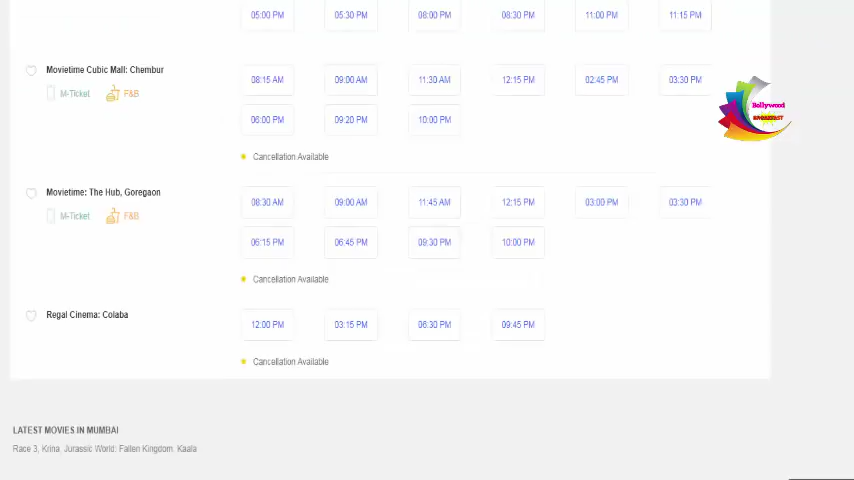 05:00 PM 05:30 PM 08:00 PM 08:30 PM 11:00 PM 11:15 PM
Movietime Cubic Mall: Chembur
M-Ticket F&B
08:15 AM 09:00 AM 11:30 AM 12:15 PM 02:45 PM 03:30 PM
06:00 PM 09:20 PM 10:00 PM
Cancellation Available
Bollywood
Movietime: The Hub, Goregaon
M-Ticket F&B
08:30 AM 09:00 AM 11:45 AM 12:15 PM 03:00 PM 03:30 PM
06:15 PM 06:45 PM 09:30 PM 10:00 PM
Cancellation Available
Regal Cinema: Colaba
12:00 PM 03:15 PM 06:30 PM 09:45 PM
Cancellation Available
LATEST MOVIES IN MUMBAI
Race 3, Krina, Jurassic World: Fallen Kingdom, Kaala